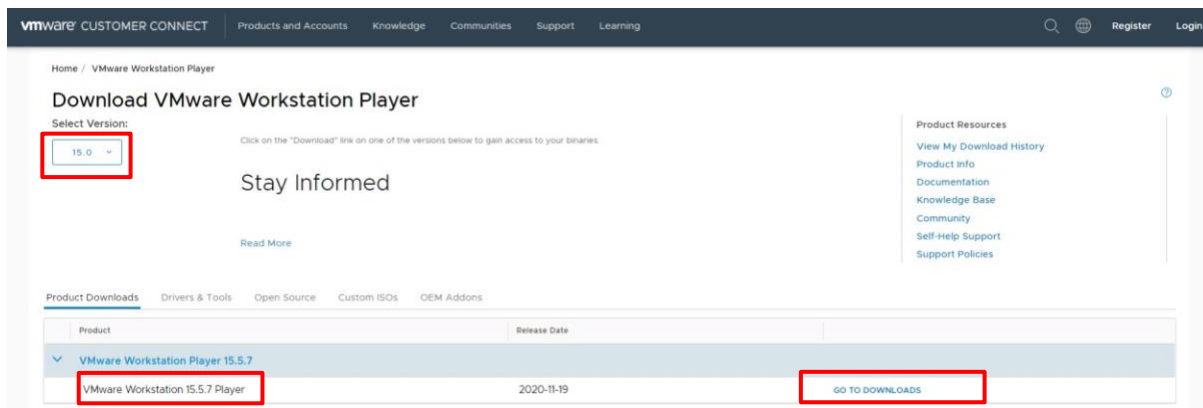 vmware® CUSTOMER CONNECT Products and Accounts Knowledge Communities Support Learning Register Login
Home / VMware Workstation Player
Download VMware Workstation Player
Select Version:
15.0
Click on the "Download" link on one of the versions below to gain access to your binaries.
Stay Informed
Read More
Product Resources
View My Download History
Product Info
Documentation
Knowledge Base
Community
Self-Help Support
Support Policies
Product Downloads Drivers & Tools Open Source Custom ISOs OEM Addons
Product Release Date
VMware Workstation Player 15.5.7
VMware Workstation 15.5.7 Player 2020-11-19 GO TO DOWNLOADS